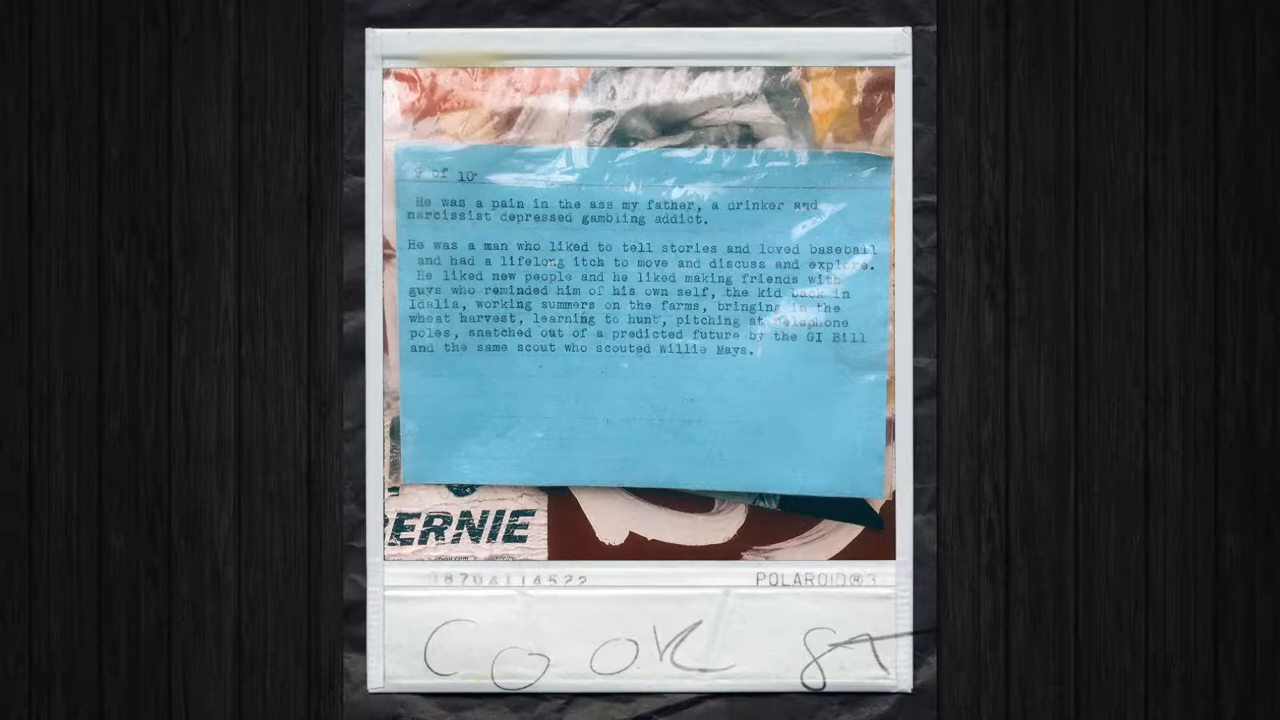 9 of 10
He was a pain in the ass my father, a drinker and
narcissist depressed gambling addict.
He was a man who liked to tell stories and loved baseball
and had a lifelong itch to move and discuss and explore.
He liked new people and he liked making friends with
guys who reminded him of his own self, the kid back in
Idalia, working summers on the farms, bringing in the
wheat harvest, learning to hunt, pitching at telephone
poles, snatched out of a predicted future by the GI Bill
and the same scout who scouted Willie Mays.
BERNIE
POLAROID®3
COOK ST